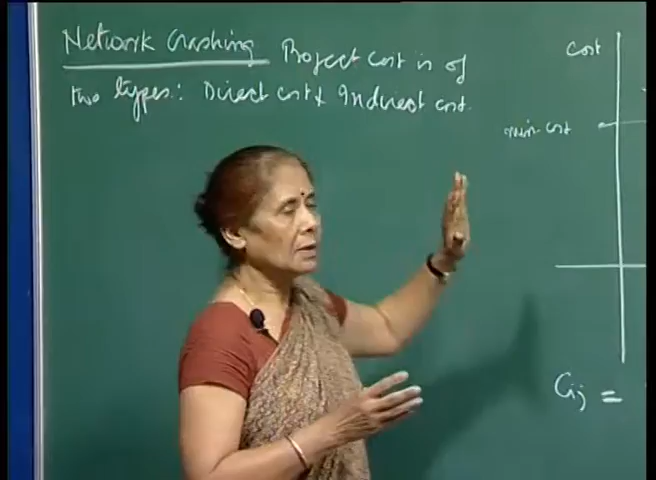 Network Crashing Project cost is of
two types: Direct cost & Indirect cost.
cost
min cost
Cij =